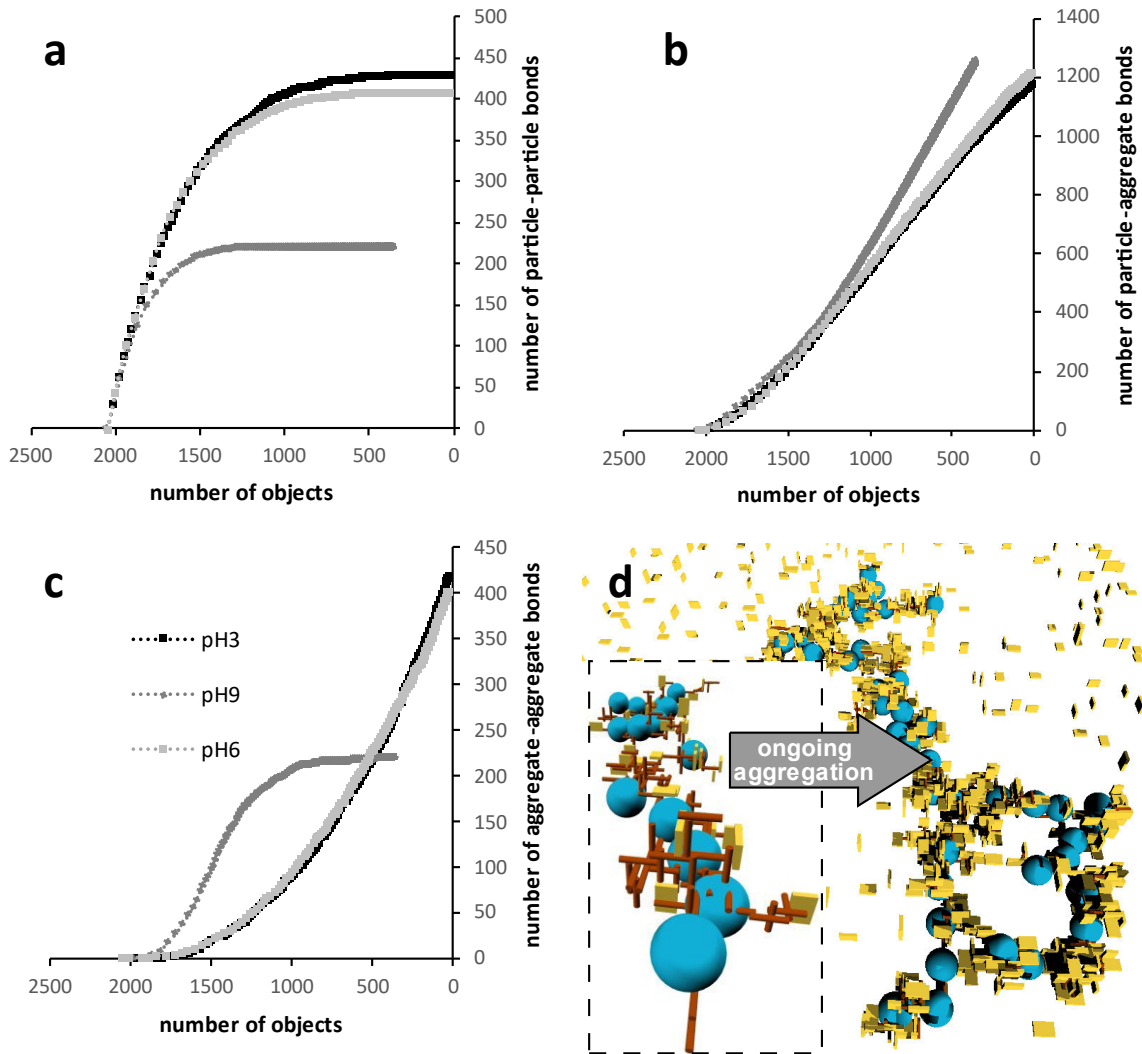 a
500
450
400
350
300
250
200
150
100
50
0
number of particle-particle bonds
2500 2000 1500 1000 500 0
number of objects
b
1400
1200
1000
800
600
400
200
0
number of particle-aggregate bonds
2500 2000 1500 1000 500 0
number of objects
c
450
400
350
300
250
200
150
100
50
0
number of aggregate-aggregate bonds
pH3
pH9
pH6
2500 2000 1500 1000 500 0
number of objects
d
ongoing
aggregation